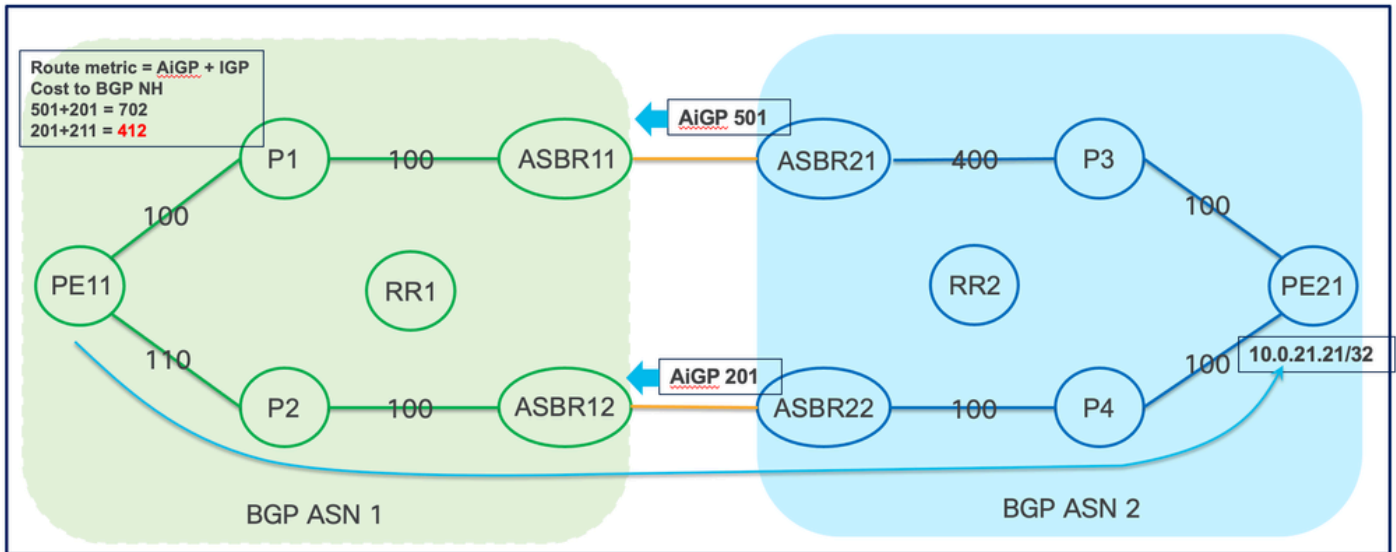 Route metric = AiGP + IGP
Cost to BGP NH
501+201 = 702
201+211 = 412
AiGP 501
P1
100
ASBR11
ASBR21
400
P3
100
100
PE11
RR1
RR2
PE21
110
AiGP 201
100
10.0.21.21/32
P2
100
ASBR12
ASBR22
100
P4
BGP ASN 1
BGP ASN 2